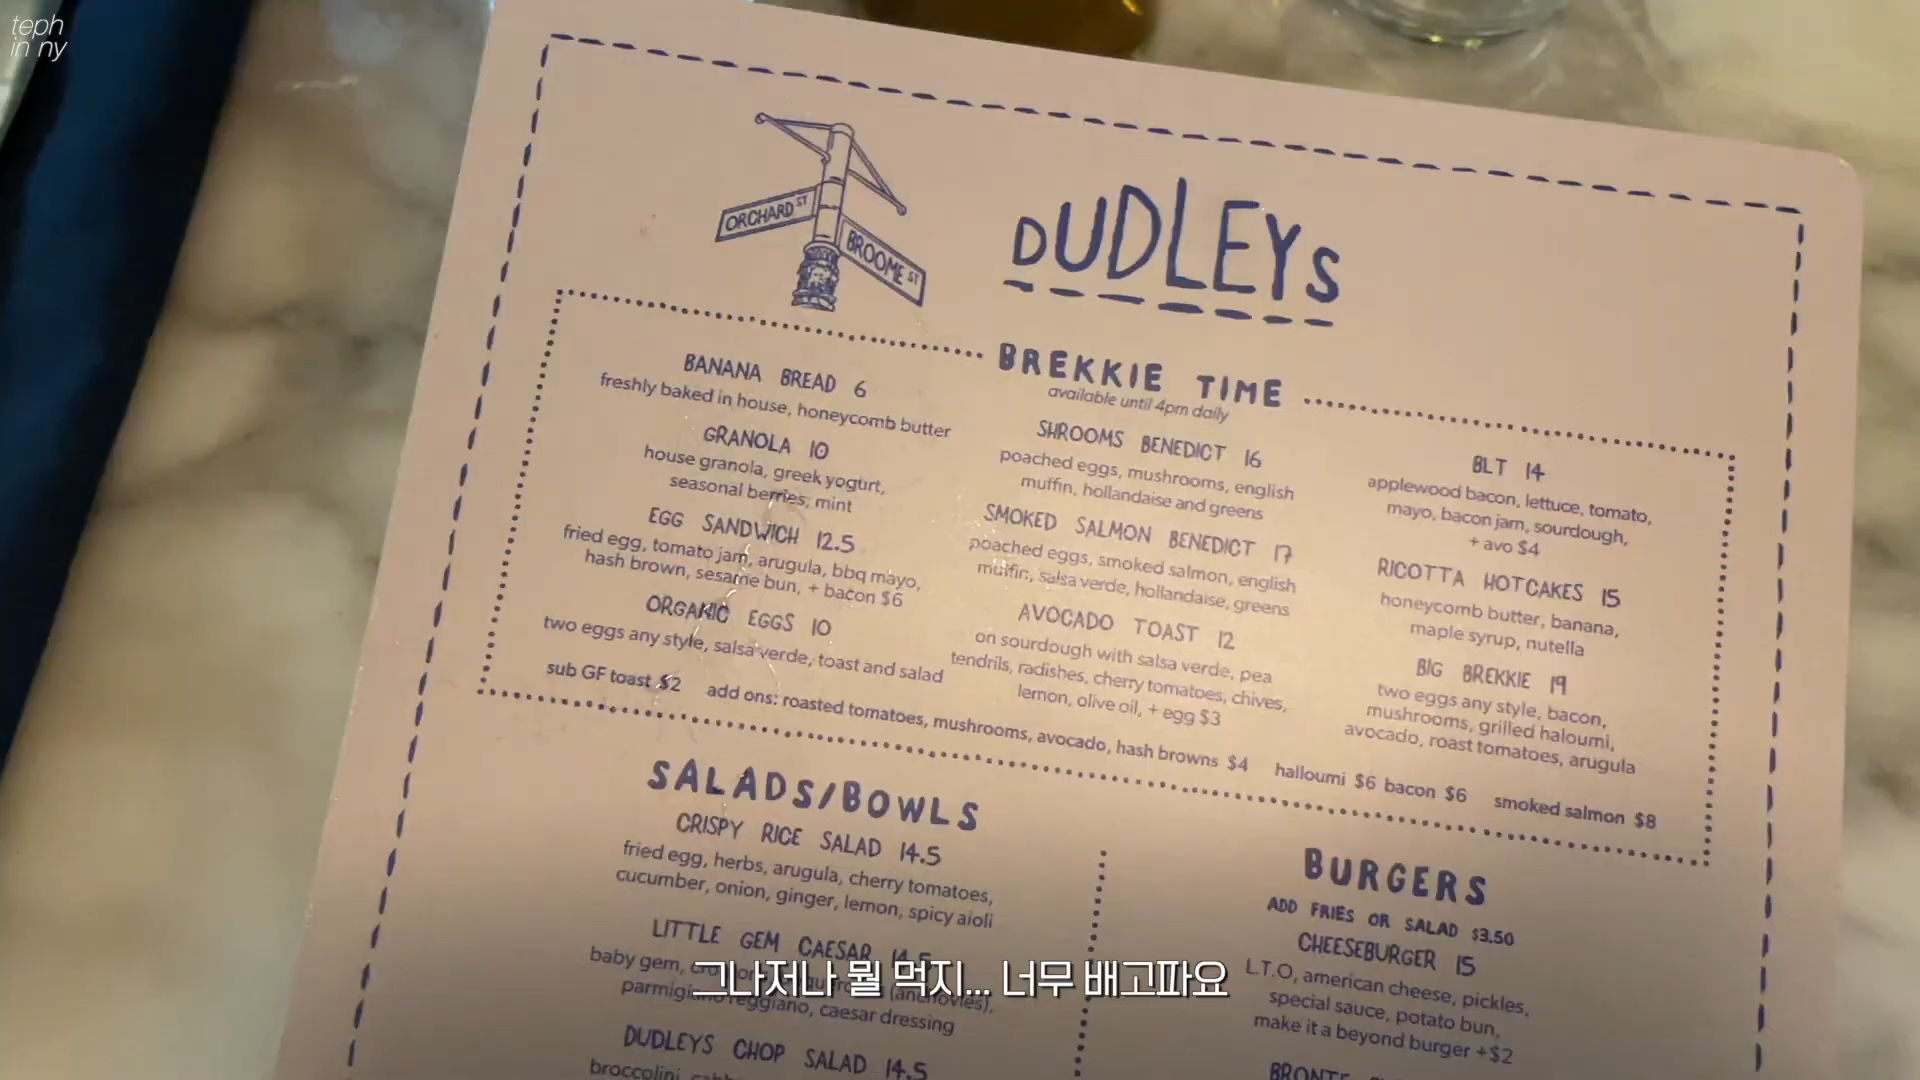 teph
in ny
ORCHARD ST
BROOME ST
DUDLEYS
BREKKIE TIME
available until 4pm daily
BANANA BREAD 6
freshly baked in house, honeycomb butter
GRANOLA 10
house granola, greek yogurt,
seasonal berries, mint
EGG SANDWICH 12.5
fried egg, tomato jam, arugula, bbq mayo,
hash brown, sesame bun, + bacon $6
ORGANIC EGGS 10
two eggs any style, salsa verde, toast and salad
SHROOMS BENEDICT 16
poached eggs, mushrooms, english
muffin, hollandaise and greens
SMOKED SALMON BENEDICT 17
poached eggs, smoked salmon, english
muffin, salsa verde, hollandaise, greens
AVOCADO TOAST 12
on sourdough with salsa verde, pea
tendrils, radishes, cherry tomatoes, chives,
lemon, olive oil, + egg $3
BLT 14
applewood bacon, lettuce, tomato,
mayo, bacon jam, sourdough,
+ avo $4
RICOTTA HOTCAKES 15
honeycomb butter, banana,
maple syrup, nutella
BIG BREKKIE 19
two eggs any style, bacon,
mushrooms, grilled haloumi,
avocado, roast tomatoes, arugula
sub GF toast $2 add ons: roasted tomatoes, mushrooms, avocado, hash browns $4 halloumi $6 bacon $6 smoked salmon $8
SALADS/BOWLS
CRISPY RICE SALAD 14.5
fried egg, herbs, arugula, cherry tomatoes,
cucumber, onion, ginger, lemon, spicy aioli
LITTLE GEM CAESAR 14.5
baby gem, (anchovies),
parmigiano reggiano, caesar dressing
DUDLEYS CHOP SALAD 14.5
broccolini,
BURGERS
ADD FRIES OR SALAD $3.50
CHEESEBURGER 15
L.T.O, american cheese, pickles,
special sauce, potato bun,
make it a beyond burger +$2
BRONTE
그나저나 뭘 먹지... 너무 배고파요